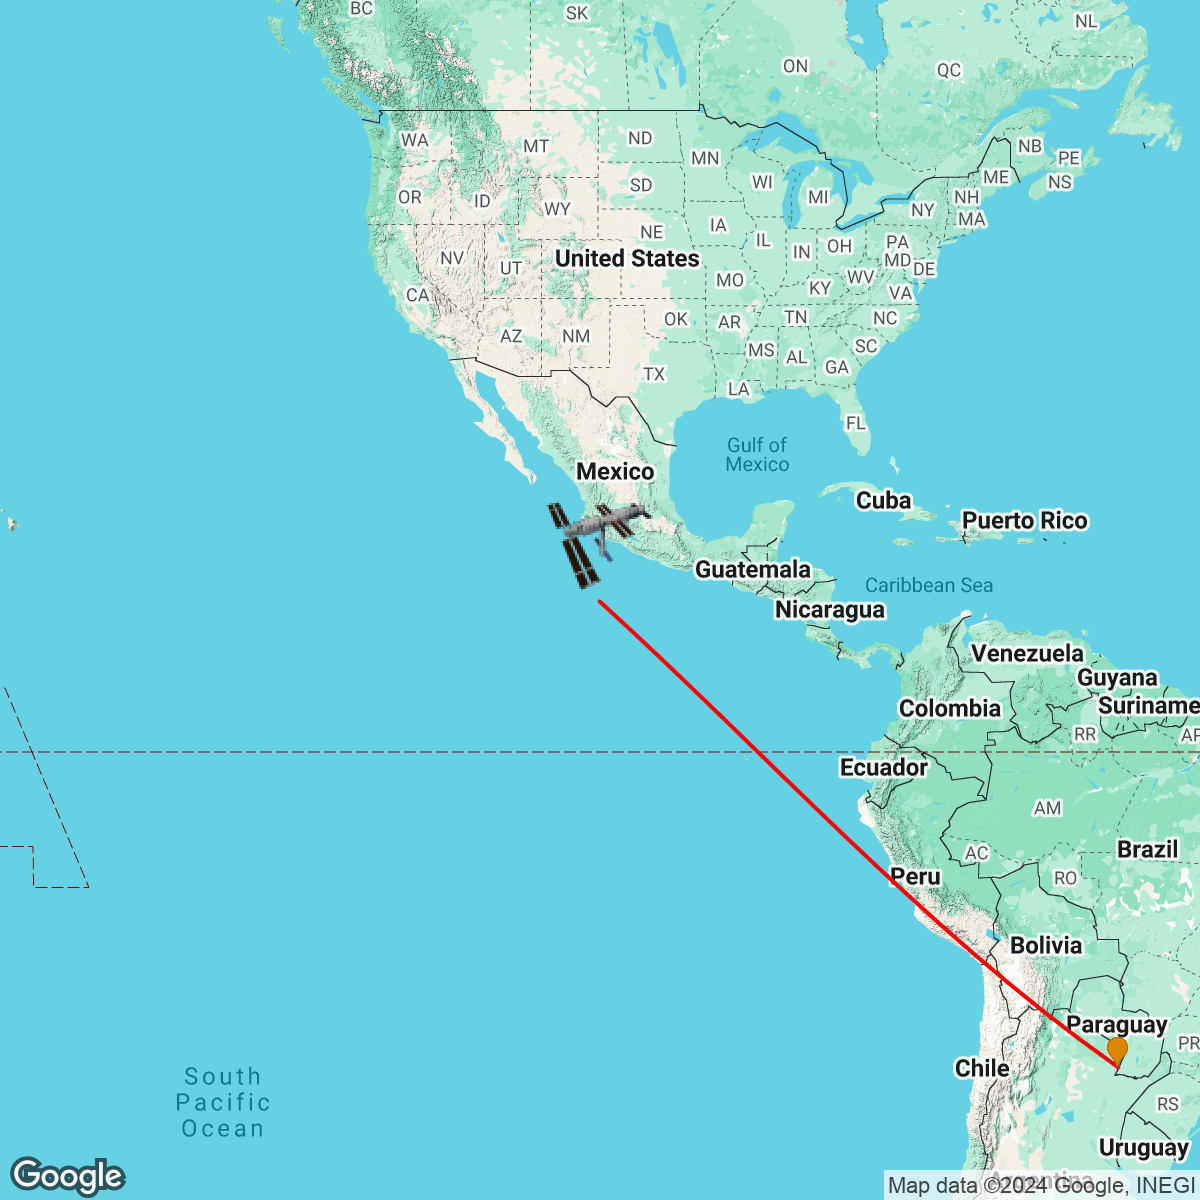 BC
SK
NL
ON
QC
WA
MT
ND
MN
NB
PE
NS
OR
ID
SD
WI
MI
ME
NH
MA
NY
WY
IA
NE
NV
UT
United States
IL
IN
OH
PA
MD
DE
MO
KY
WV
VA
CA
AZ
NM
OK
AR
TN
NC
MS
AL
SC
GA
TX
LA
FL
Gulf of
Mexico
Mexico
Cuba
Puerto Rico
Guatemala
Caribbean Sea
Nicaragua
Venezuela
Guyana
Suriname
Colombia
RR
AP
Ecuador
AM
Brazil
AC
RO
Peru
Bolivia
Paraguay
PR
Chile
South
Pacific
Ocean
RS
Uruguay
Argentina
Google
Map data ©2024 Google, INEGI